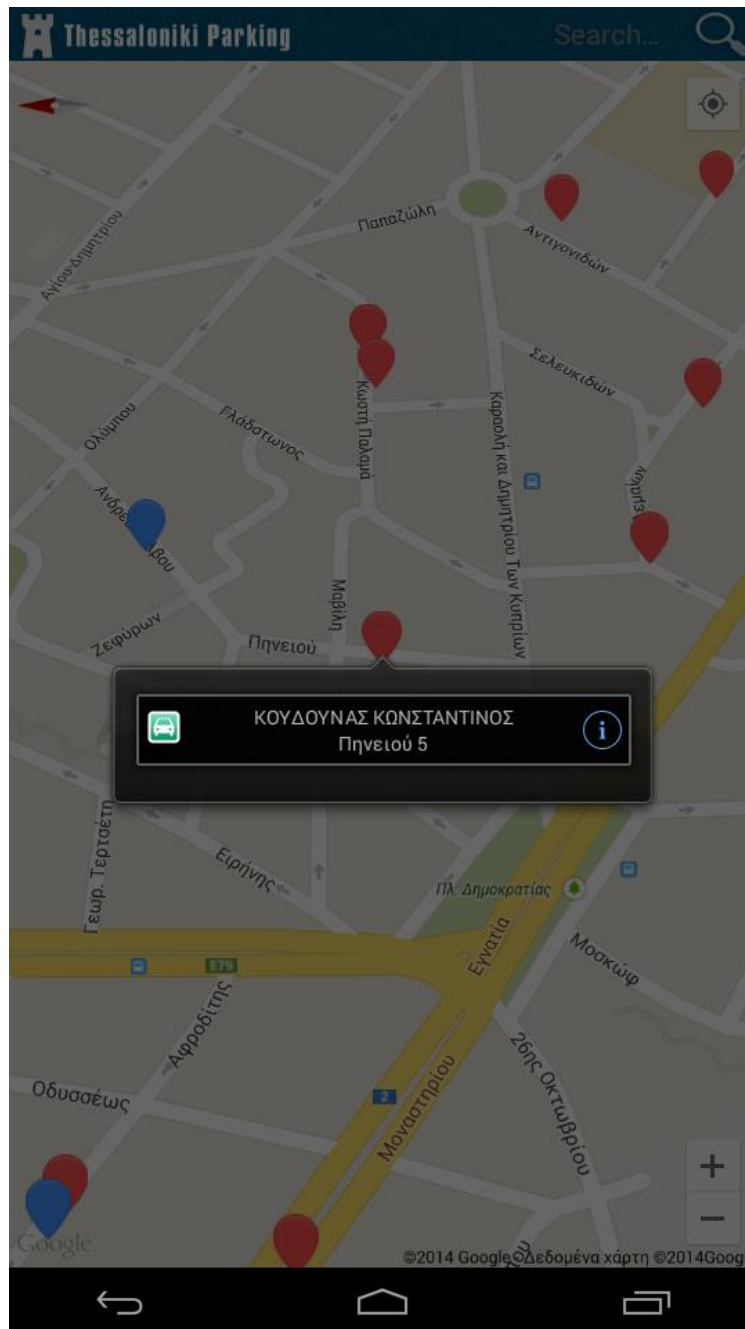 Thessaloniki Parking
Search...
Παπαζώλη
Αντιγονιδών
Αγίου Δημητρίου
Σελευκιδών
Κωστή Παλαμά
Καραολή και Δημητρίου Των Κυπρίων
Γλάδστωνος
Ολύμπου
Μαβίλη
Ζεφύρων
Πηνειού
ΚΟΥΔΟΥΝΑΣ ΚΩΝΣΤΑΝΤΙΝΟΣ
i
Πηνειού 5
Γεωρ. Τερτσέτη
Ειρήνης
Πλ. Δημοκρατίας
Εγνατία
Μοσκώφ
E79
Αφροδίτης
26ης Οκτωβρίου
Οδυσσέως
2
Μοναστηρίου
Google
©2014 Google, Δεδομένα χάρτη ©2014Goog